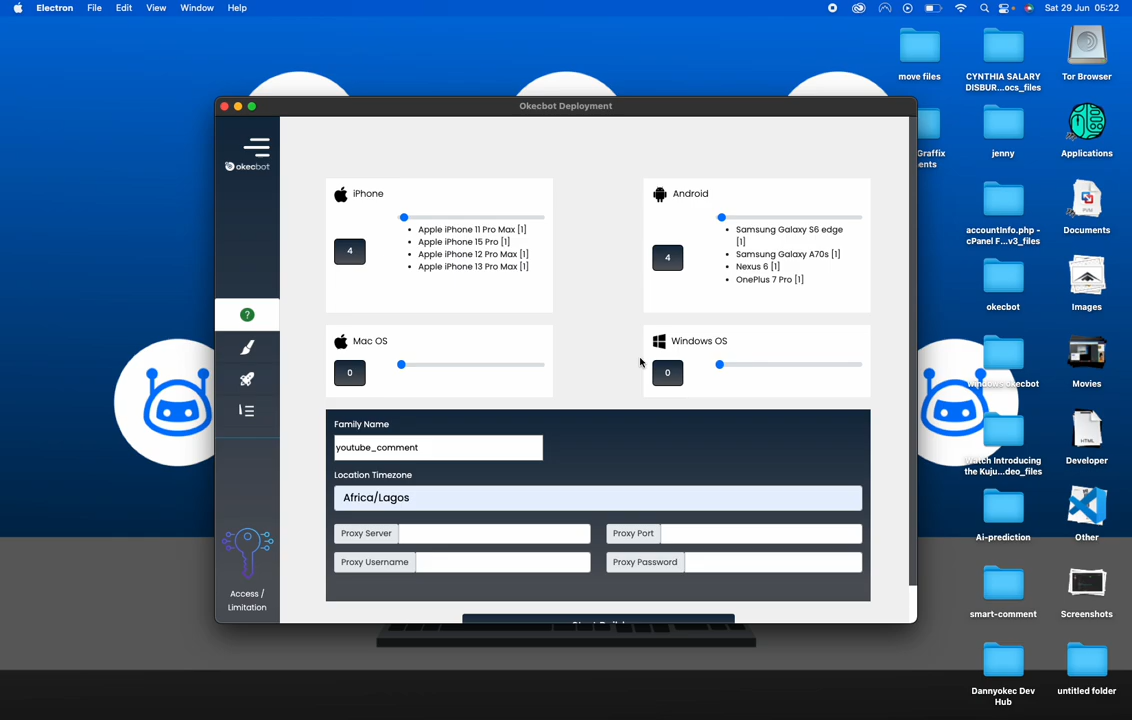 Electron File Edit View Window Help Sat 29 Jun 05:22
move files
CYNTHIA SALARY
DISBUR...ocs_files
Tor Browser
Okecbot Deployment
okecbot
iPhone
4
Apple iPhone 11 Pro Max [1]
Apple iPhone 15 Pro [1]
Apple iPhone 12 Pro Max [1]
Apple iPhone 13 Pro Max [1]
Android
4
Samsung Galaxy S6 edge
[1]
Samsung Galaxy A70s [1]
Nexus 6 [1]
OnePlus 7 Pro [1]
Mac OS
0
Windows OS
0
Family Name
youtube_comment
Location Timezone
Africa/Lagos
Proxy Server
Proxy Port
Proxy Username
Proxy Password
Access /
Limitation
Graffix
ents
jenny
Applications
accountInfo.php -
cPanel F...v3_files
Documents
okecbot
Images
windows okecbot
Movies
Watch Introducing
the Kuju...deo_files
HTML
Developer
Ai-prediction
Other
smart-comment
Screenshots
Dannyokec Dev
Hub
untitled folder